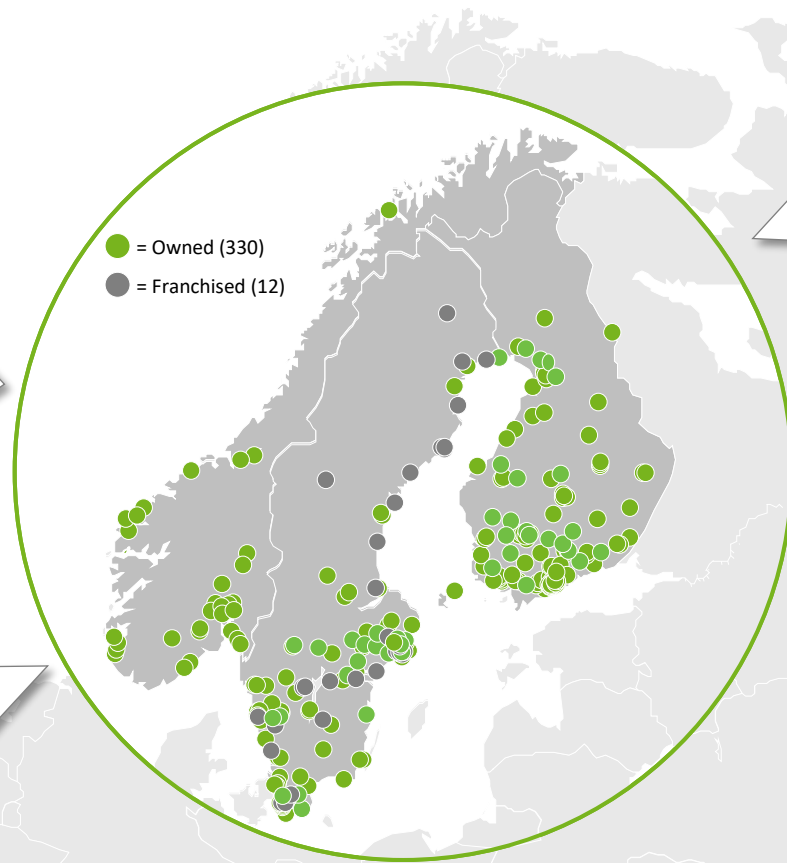 = Owned (330)
= Franchised (12)